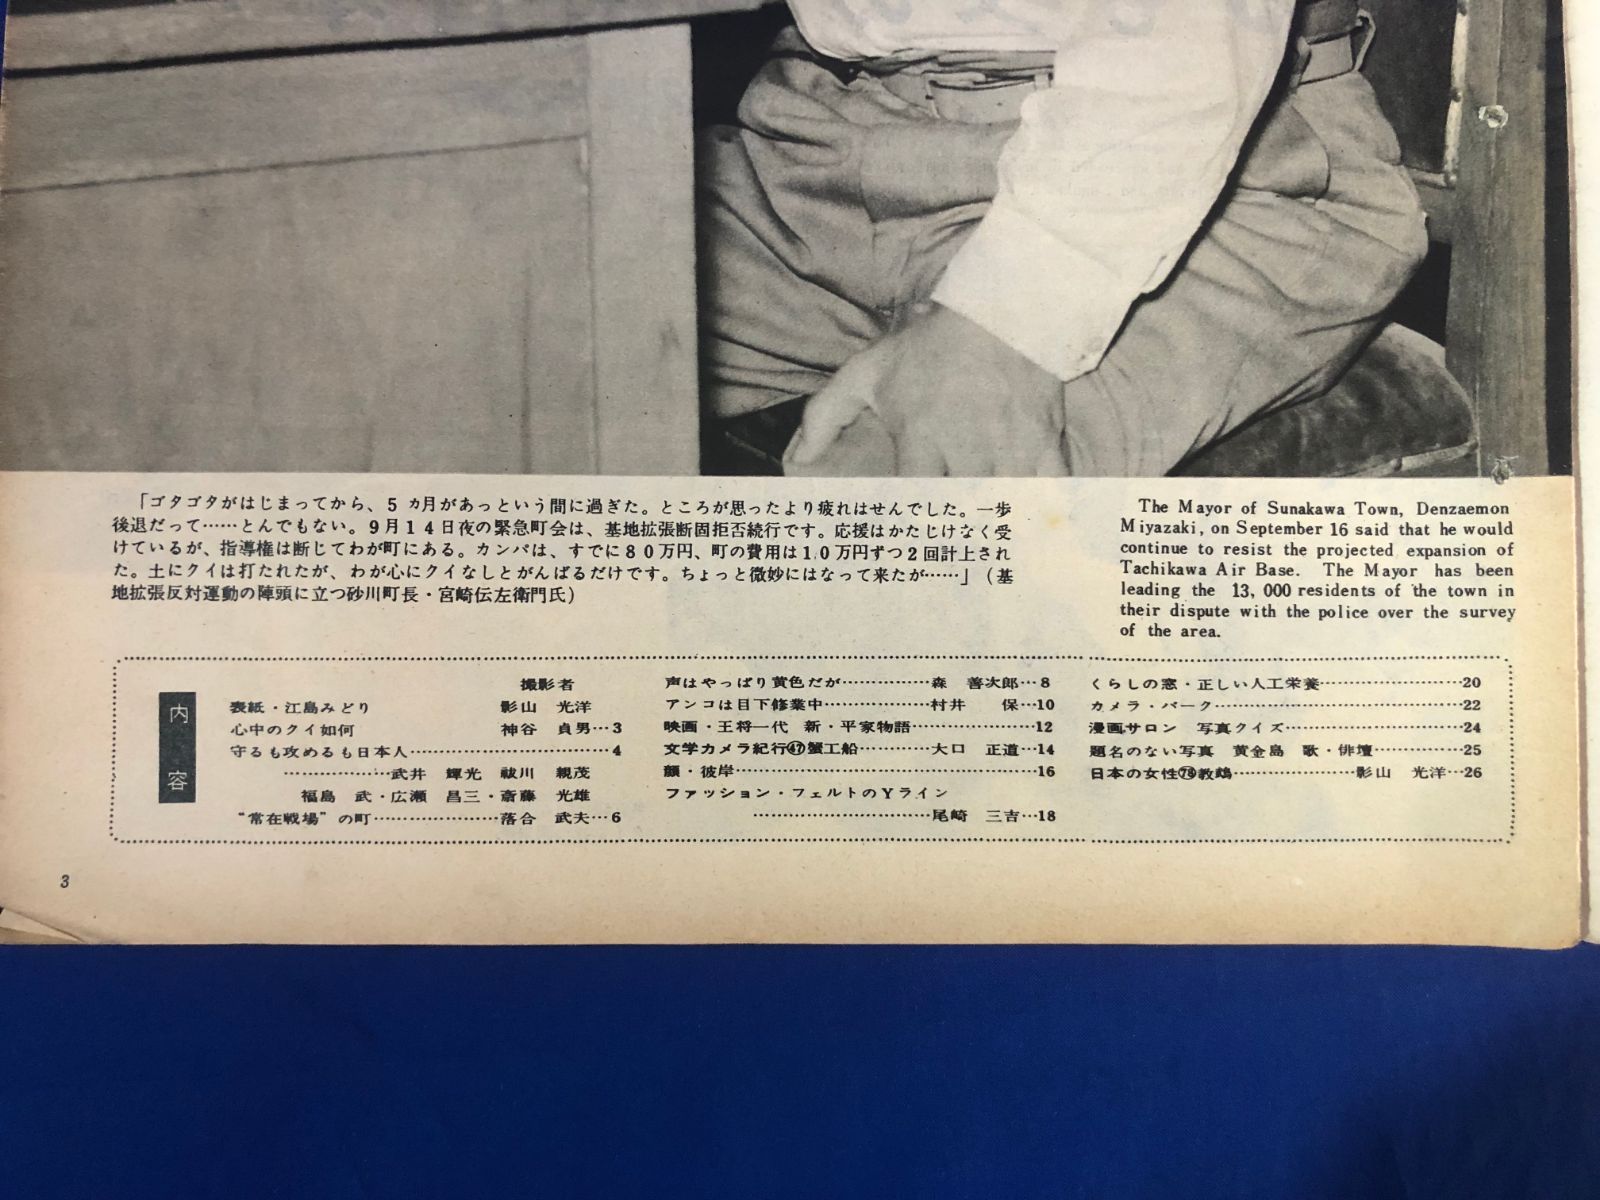 「ゴタゴタがはじまってから、5ヵ月があっという間に過ぎた。ところが思ったより疲れはせんでした。一歩
後退だって……とんでもない。9月14日夜の緊急町会は、基地拡張断固拒否続行です。応援はかたじけなく受
けているが、指導権は断じてわが町にある。カンパは、すでに80万円、町の費用は10万円ずつ2回計上され
た。土にクイは打たれたが、わが心にクイなしとがんばるだけです。ちょっと微妙にはなって来たが……」(基
地拡張反対運動の陣頭に立つ砂川町長・宮崎伝左衛門氏)
The Mayor of Sunakawa Town, Denzaemon
Miyazaki, on September 16 said that he would
continue to resist the projected expansion of
Tachikawa Air Base. The Mayor has been
leading the 13,000 residents of the town in
their dispute with the police over the survey
of the area.
内容
撮影者
表紙・江島みどり 影山 光洋
心中のクイ如何 神谷 貞男…3
守るも攻めるも日本人……………………………4
………………武井 輝光 祓川 親茂
福島 武・広瀬 昌三・斎藤 光雄
“常在戦場”の町…………………落合 武夫…6
声はやっぱり黄色だが……………森 善次郎…8
アンコは目下修業中…………………村井 保…10
映画・王将一代 新・平家物語…………………12
文学カメラ紀行㊼蟹工船…………大口 正道…14
顔・彼岸……………………………………………16
ファッション・フェルトのYライン
…………………………尾崎 三吉…18
くらしの窓・正しい人工栄養……………………20
カメラ・パーク……………………………………22
漫画サロン 写真クイズ…………………………24
題名のない写真 黄金島 歌・俳壇……………25
日本の女性(79)教鵡…………………影山 光洋…26
3